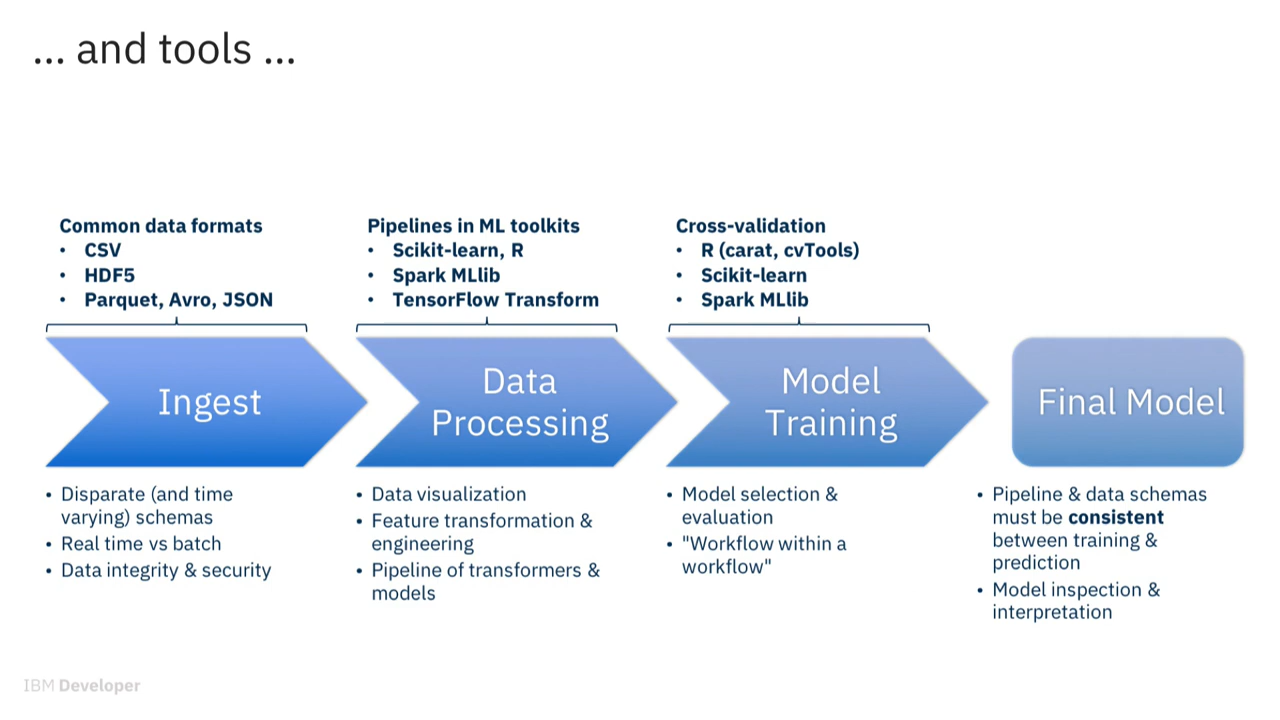 ... and tools ...
Common data formats
• CSV
• HDF5
• Parquet, Avro, JSON
Pipelines in ML toolkits
• Scikit-learn, R
• Spark MLlib
• TensorFlow Transform
Cross-validation
• R (carat, cvTools)
• Scikit-learn
• Spark MLlib
Ingest
Data
Processing
Model
Training
Final Model
• Disparate (and time
varying) schemas
• Real time vs batch
• Data integrity & security
• Data visualization
• Feature transformation &
engineering
• Pipeline of transformers &
models
• Model selection &
evaluation
• "Workflow within a
workflow"
• Pipeline & data schemas
must be consistent
between training &
prediction
• Model inspection &
interpretation
IBM Developer